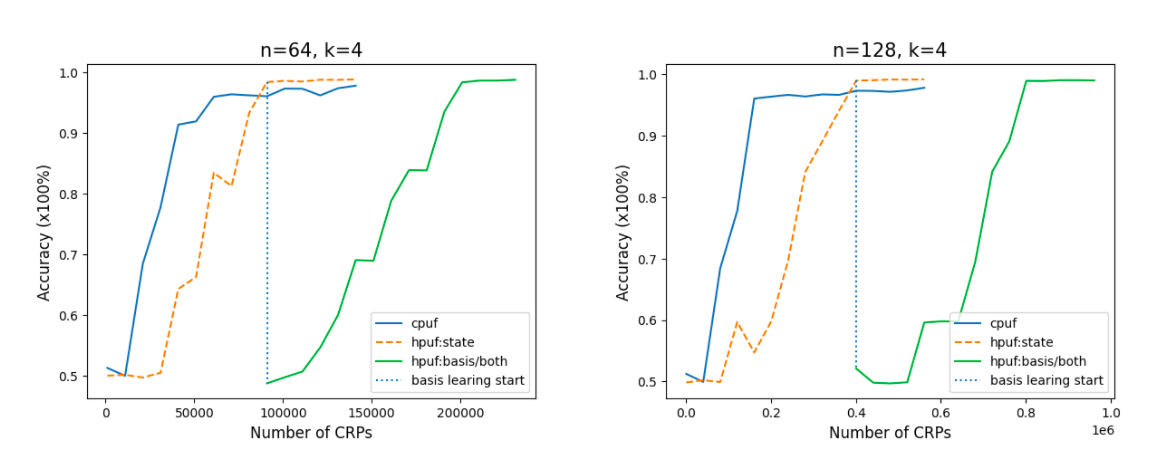 n=64, k=4
Accuracy (x100%)
1.0
0.9
0.8
0.7
0.6
0.5
cpuf
hpuf:state
hpuf:basis/both
basis learing start
0
50000
100000
150000
200000
Number of CRPs
n=128, k=4
Accuracy (x100%)
1.0
0.9
0.8
0.7
0.6
0.5
cpuf
hpuf:state
hpuf:basis/both
basis learing start
0.0
0.2
0.4
0.6
0.8
1.0
1e6
Number of CRPs